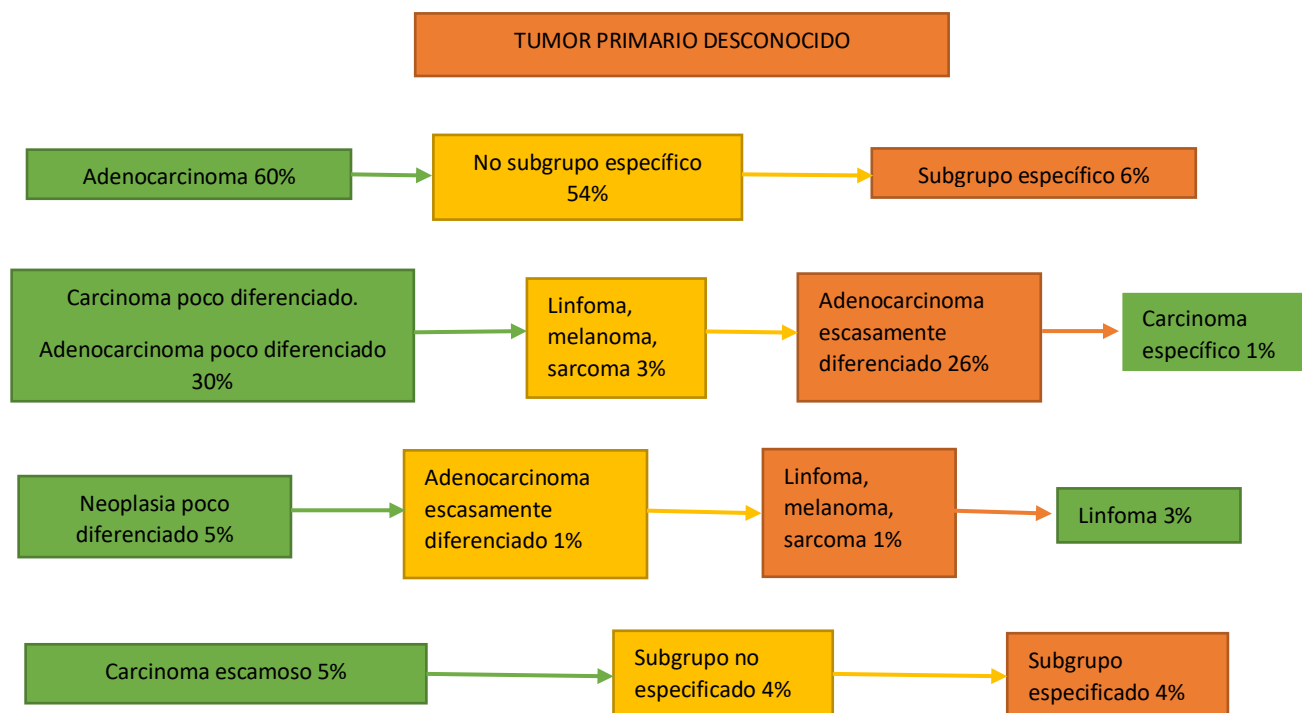 TUMOR PRIMARIO DESCONOCIDO
Adenocarcinoma 60%
No subgrupo específico
54%
Subgrupo específico 6%
Carcinoma poco diferenciado.
Adenocarcinoma poco diferenciado
30%
Linfoma,
melanoma,
sarcoma 3%
Adenocarcinoma
escasamente
diferenciado 26%
Carcinoma
específico 1%
Neoplasia poco
diferenciado 5%
Adenocarcinoma
escasamente
diferenciado 1%
Linfoma,
melanoma,
sarcoma 1%
Linfoma 3%
Carcinoma escamoso 5%
Subgrupo no
especificado 4%
Subgrupo
especificado 4%